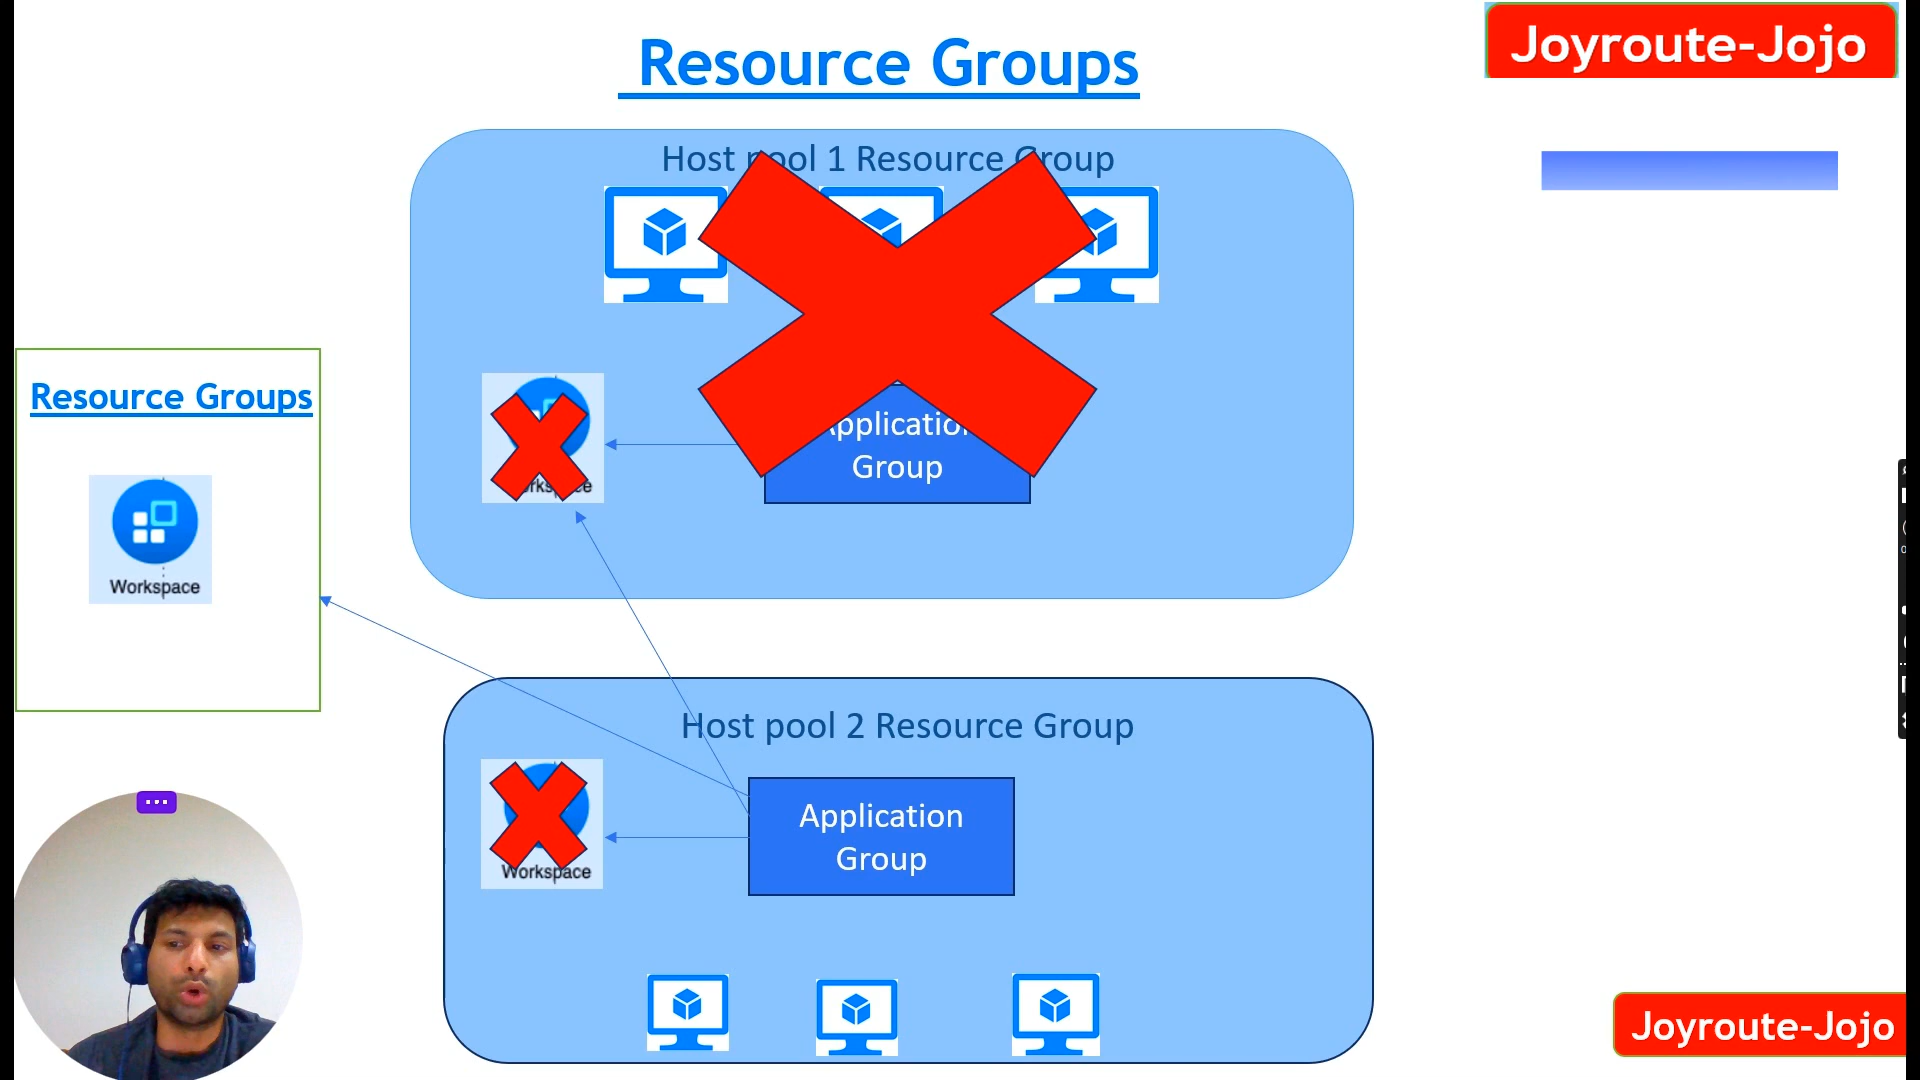 Resource Groups
Joyroute-Jojo
Host pool 1 Resource Group
Application
Group
Resource Groups
Workspace
Host pool 2 Resource Group
Application
Group
Workspace
Joyroute-Jojo